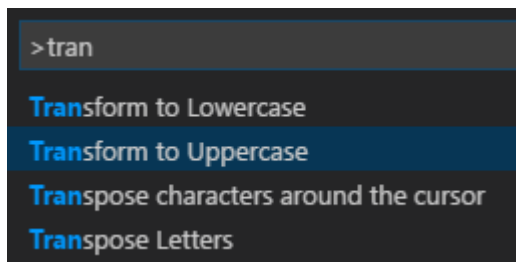 >tran
Transform to Lowercase
Transform to Uppercase
Transpose characters around the cursor
Transpose Letters